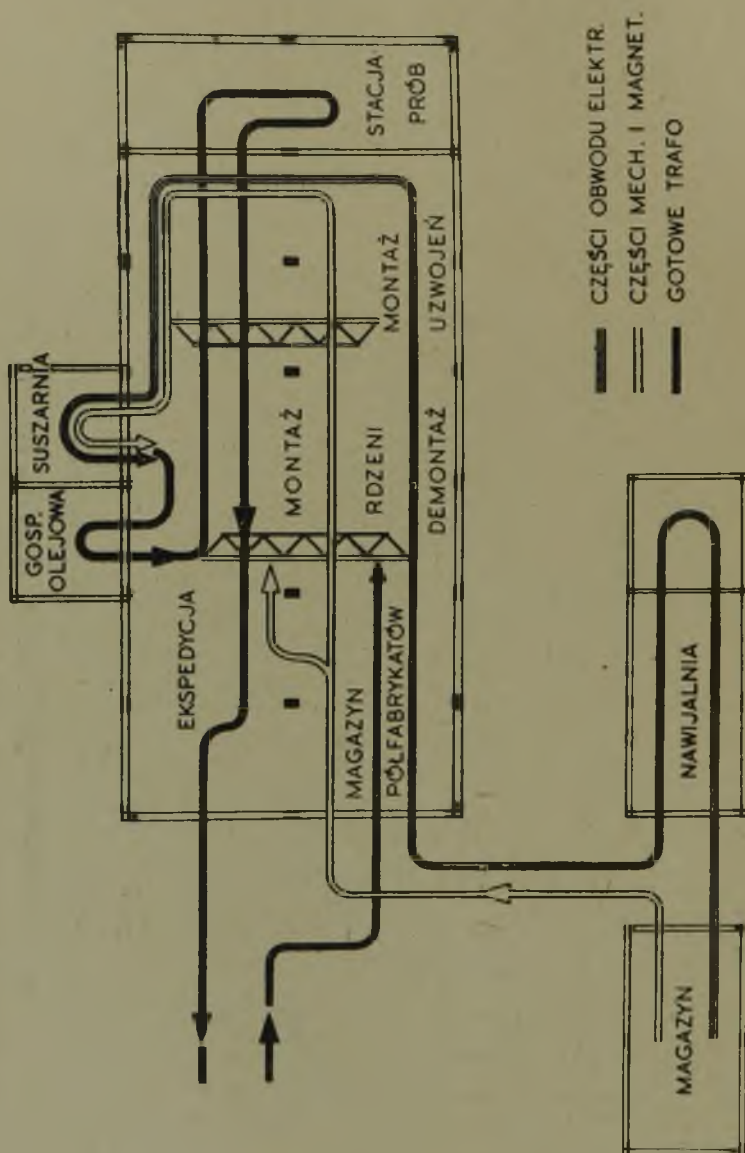 GOSP.
OLEJOWA
SUSZARNIA
EKSPEDYCJA
MONTAŻ
RDZENI
MONTAŻ
UZWOJEŃ
STACJA
PRÓB
MAGAZYN
PÓŁFABRYKATÓW
DEMONTAŻ
MAGAZYN
NAWIJALNIA
CZĘŚCI OBWODU ELEKTR.
CZĘŚCI MECH. I MAGNET.
GOTOWE TRAFO